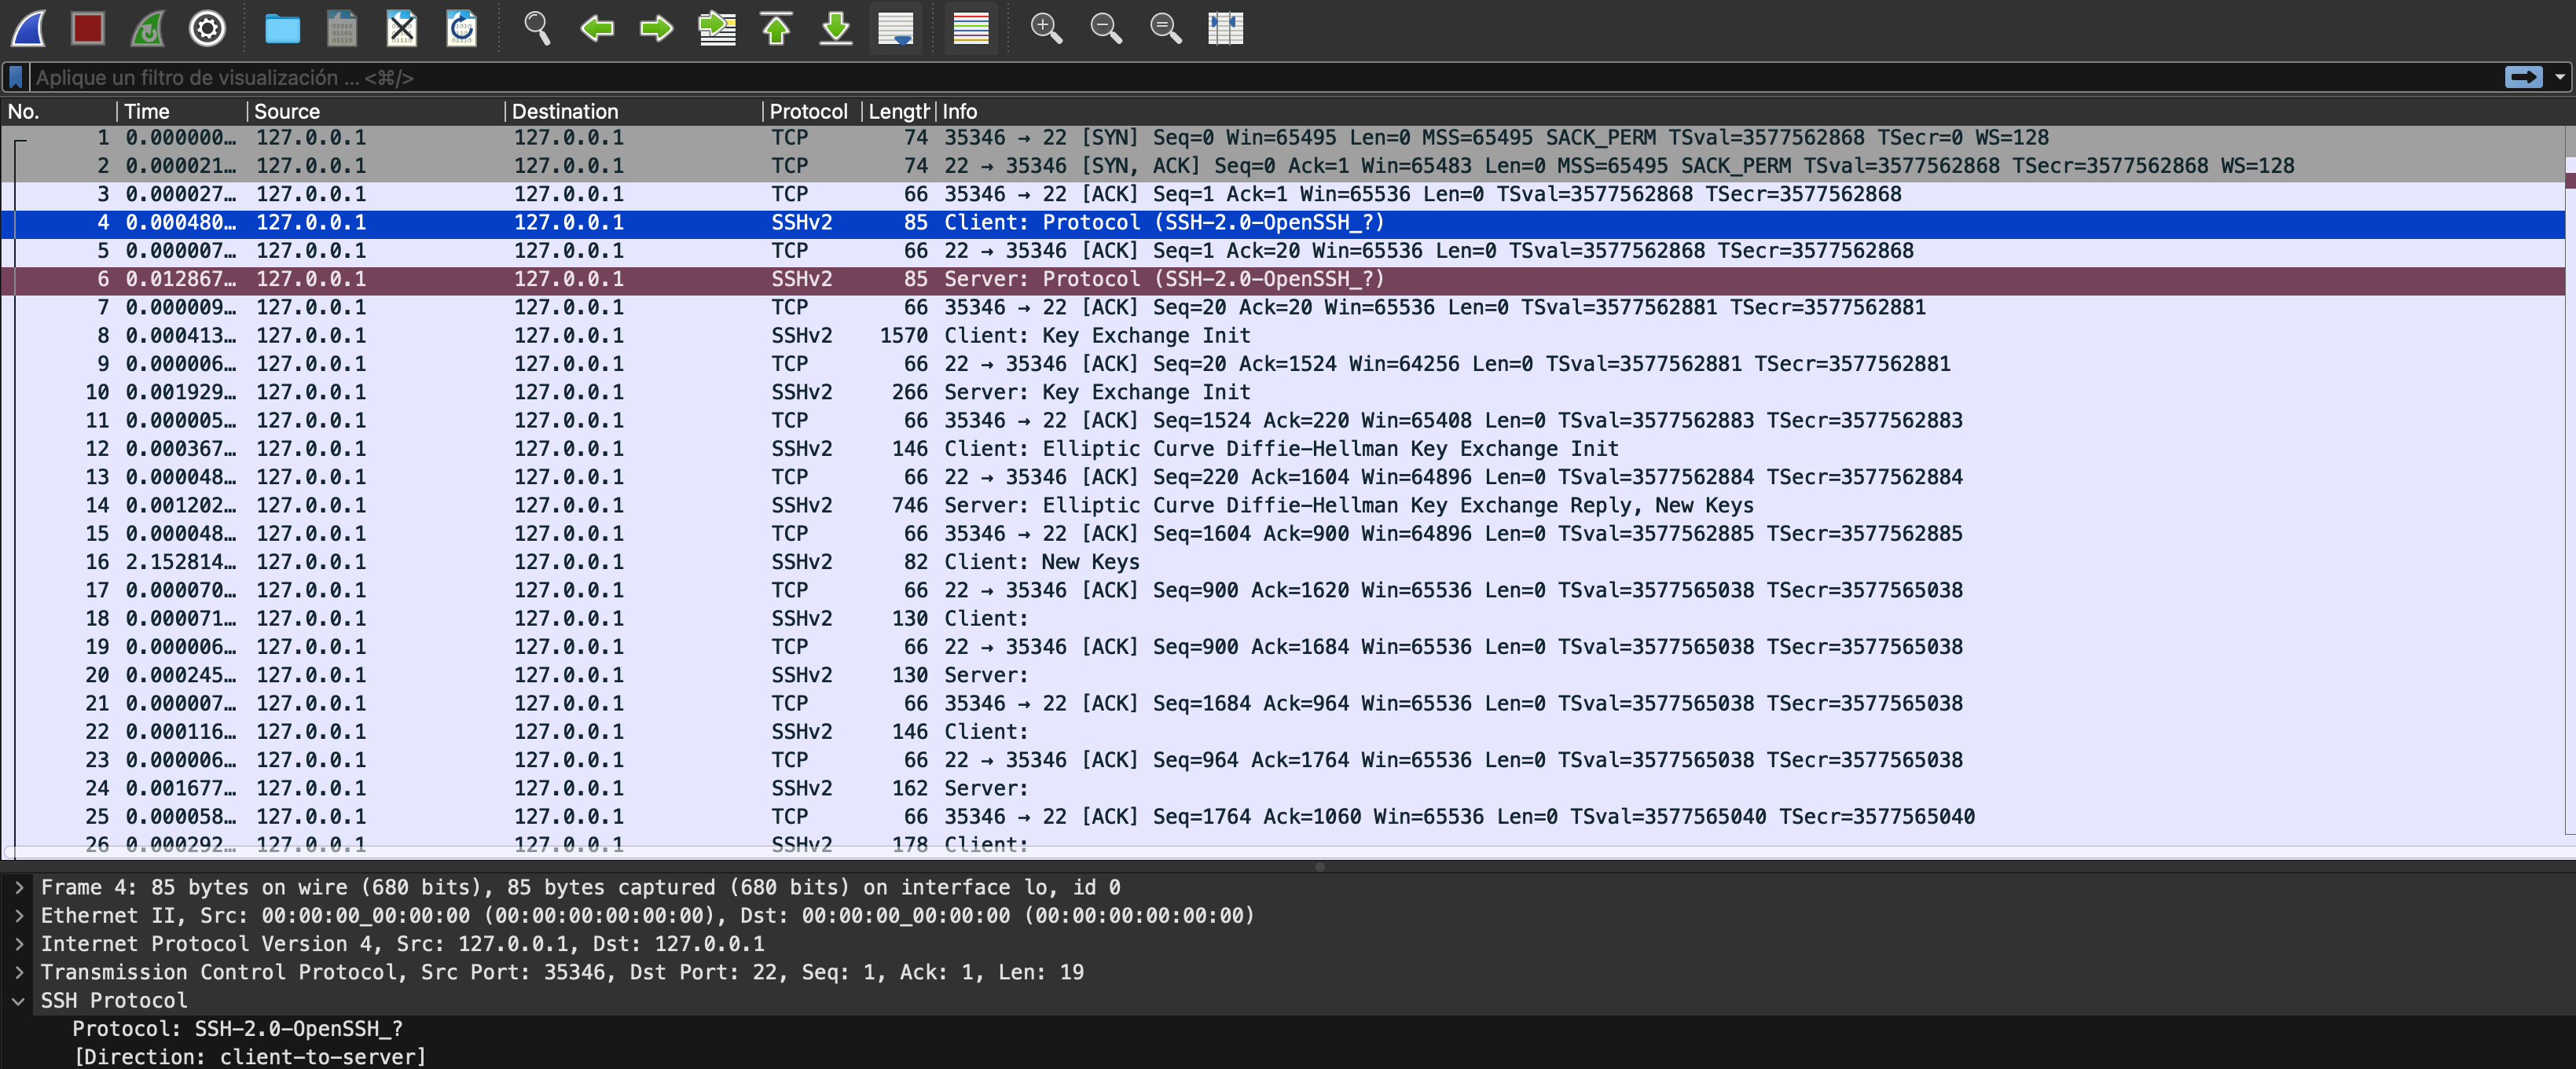 Aplique un filtro de visualización ... <⌘/>
No. Time Source Destination Protocol Length Info
1 0.000000… 127.0.0.1 127.0.0.1 TCP 74 35346 → 22 [SYN] Seq=0 Win=65495 Len=0 MSS=65495 SACK_PERM TSval=3577562868 TSecr=0 WS=128
2 0.000021… 127.0.0.1 127.0.0.1 TCP 74 22 → 35346 [SYN, ACK] Seq=0 Ack=1 Win=65483 Len=0 MSS=65495 SACK_PERM TSval=3577562868 TSecr=3577562868 WS=128
3 0.000027… 127.0.0.1 127.0.0.1 TCP 66 35346 → 22 [ACK] Seq=1 Ack=1 Win=65536 Len=0 TSval=3577562868 TSecr=3577562868
4 0.000480… 127.0.0.1 127.0.0.1 SSHv2 85 Client: Protocol (SSH-2.0-OpenSSH_?)
5 0.000007… 127.0.0.1 127.0.0.1 TCP 66 22 → 35346 [ACK] Seq=1 Ack=20 Win=65536 Len=0 TSval=3577562868 TSecr=3577562868
6 0.012867… 127.0.0.1 127.0.0.1 SSHv2 85 Server: Protocol (SSH-2.0-OpenSSH_?)
7 0.000009… 127.0.0.1 127.0.0.1 TCP 66 35346 → 22 [ACK] Seq=20 Ack=20 Win=65536 Len=0 TSval=3577562881 TSecr=3577562881
8 0.000413… 127.0.0.1 127.0.0.1 SSHv2 1570 Client: Key Exchange Init
9 0.000006… 127.0.0.1 127.0.0.1 TCP 66 22 → 35346 [ACK] Seq=20 Ack=1524 Win=64256 Len=0 TSval=3577562881 TSecr=3577562881
10 0.001929… 127.0.0.1 127.0.0.1 SSHv2 266 Server: Key Exchange Init
11 0.000005… 127.0.0.1 127.0.0.1 TCP 66 35346 → 22 [ACK] Seq=1524 Ack=220 Win=65408 Len=0 TSval=3577562883 TSecr=3577562883
12 0.000367… 127.0.0.1 127.0.0.1 SSHv2 146 Client: Elliptic Curve Diffie-Hellman Key Exchange Init
13 0.000048… 127.0.0.1 127.0.0.1 TCP 66 22 → 35346 [ACK] Seq=220 Ack=1604 Win=64896 Len=0 TSval=3577562884 TSecr=3577562884
14 0.001202… 127.0.0.1 127.0.0.1 SSHv2 746 Server: Elliptic Curve Diffie-Hellman Key Exchange Reply, New Keys
15 0.000048… 127.0.0.1 127.0.0.1 TCP 66 35346 → 22 [ACK] Seq=1604 Ack=900 Win=64896 Len=0 TSval=3577562885 TSecr=3577562885
16 2.152814… 127.0.0.1 127.0.0.1 SSHv2 82 Client: New Keys
17 0.000070… 127.0.0.1 127.0.0.1 TCP 66 22 → 35346 [ACK] Seq=900 Ack=1620 Win=65536 Len=0 TSval=3577565038 TSecr=3577565038
18 0.000071… 127.0.0.1 127.0.0.1 SSHv2 130 Client:
19 0.000006… 127.0.0.1 127.0.0.1 TCP 66 22 → 35346 [ACK] Seq=900 Ack=1684 Win=65536 Len=0 TSval=3577565038 TSecr=3577565038
20 0.000245… 127.0.0.1 127.0.0.1 SSHv2 130 Server:
21 0.000007… 127.0.0.1 127.0.0.1 TCP 66 35346 → 22 [ACK] Seq=1684 Ack=964 Win=65536 Len=0 TSval=3577565038 TSecr=3577565038
22 0.000116… 127.0.0.1 127.0.0.1 SSHv2 146 Client:
23 0.000006… 127.0.0.1 127.0.0.1 TCP 66 22 → 35346 [ACK] Seq=964 Ack=1764 Win=65536 Len=0 TSval=3577565038 TSecr=3577565038
24 0.001677… 127.0.0.1 127.0.0.1 SSHv2 162 Server:
25 0.000058… 127.0.0.1 127.0.0.1 TCP 66 35346 → 22 [ACK] Seq=1764 Ack=1060 Win=65536 Len=0 TSval=3577565040 TSecr=3577565040
26 0.000292… 127.0.0.1 127.0.0.1 SSHv2 178 Client:
Frame 4: 85 bytes on wire (680 bits), 85 bytes captured (680 bits) on interface lo, id 0
Ethernet II, Src: 00:00:00_00:00:00 (00:00:00:00:00:00), Dst: 00:00:00_00:00:00 (00:00:00:00:00:00)
Internet Protocol Version 4, Src: 127.0.0.1, Dst: 127.0.0.1
Transmission Control Protocol, Src Port: 35346, Dst Port: 22, Seq: 1, Ack: 1, Len: 19
SSH Protocol
Protocol: SSH-2.0-OpenSSH_?
[Direction: client-to-server]